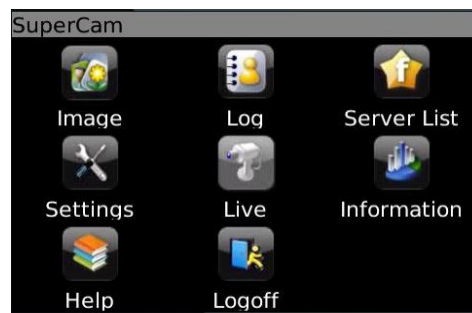 SuperCam
Image Log Server List
Settings Live Information
Help Logoff